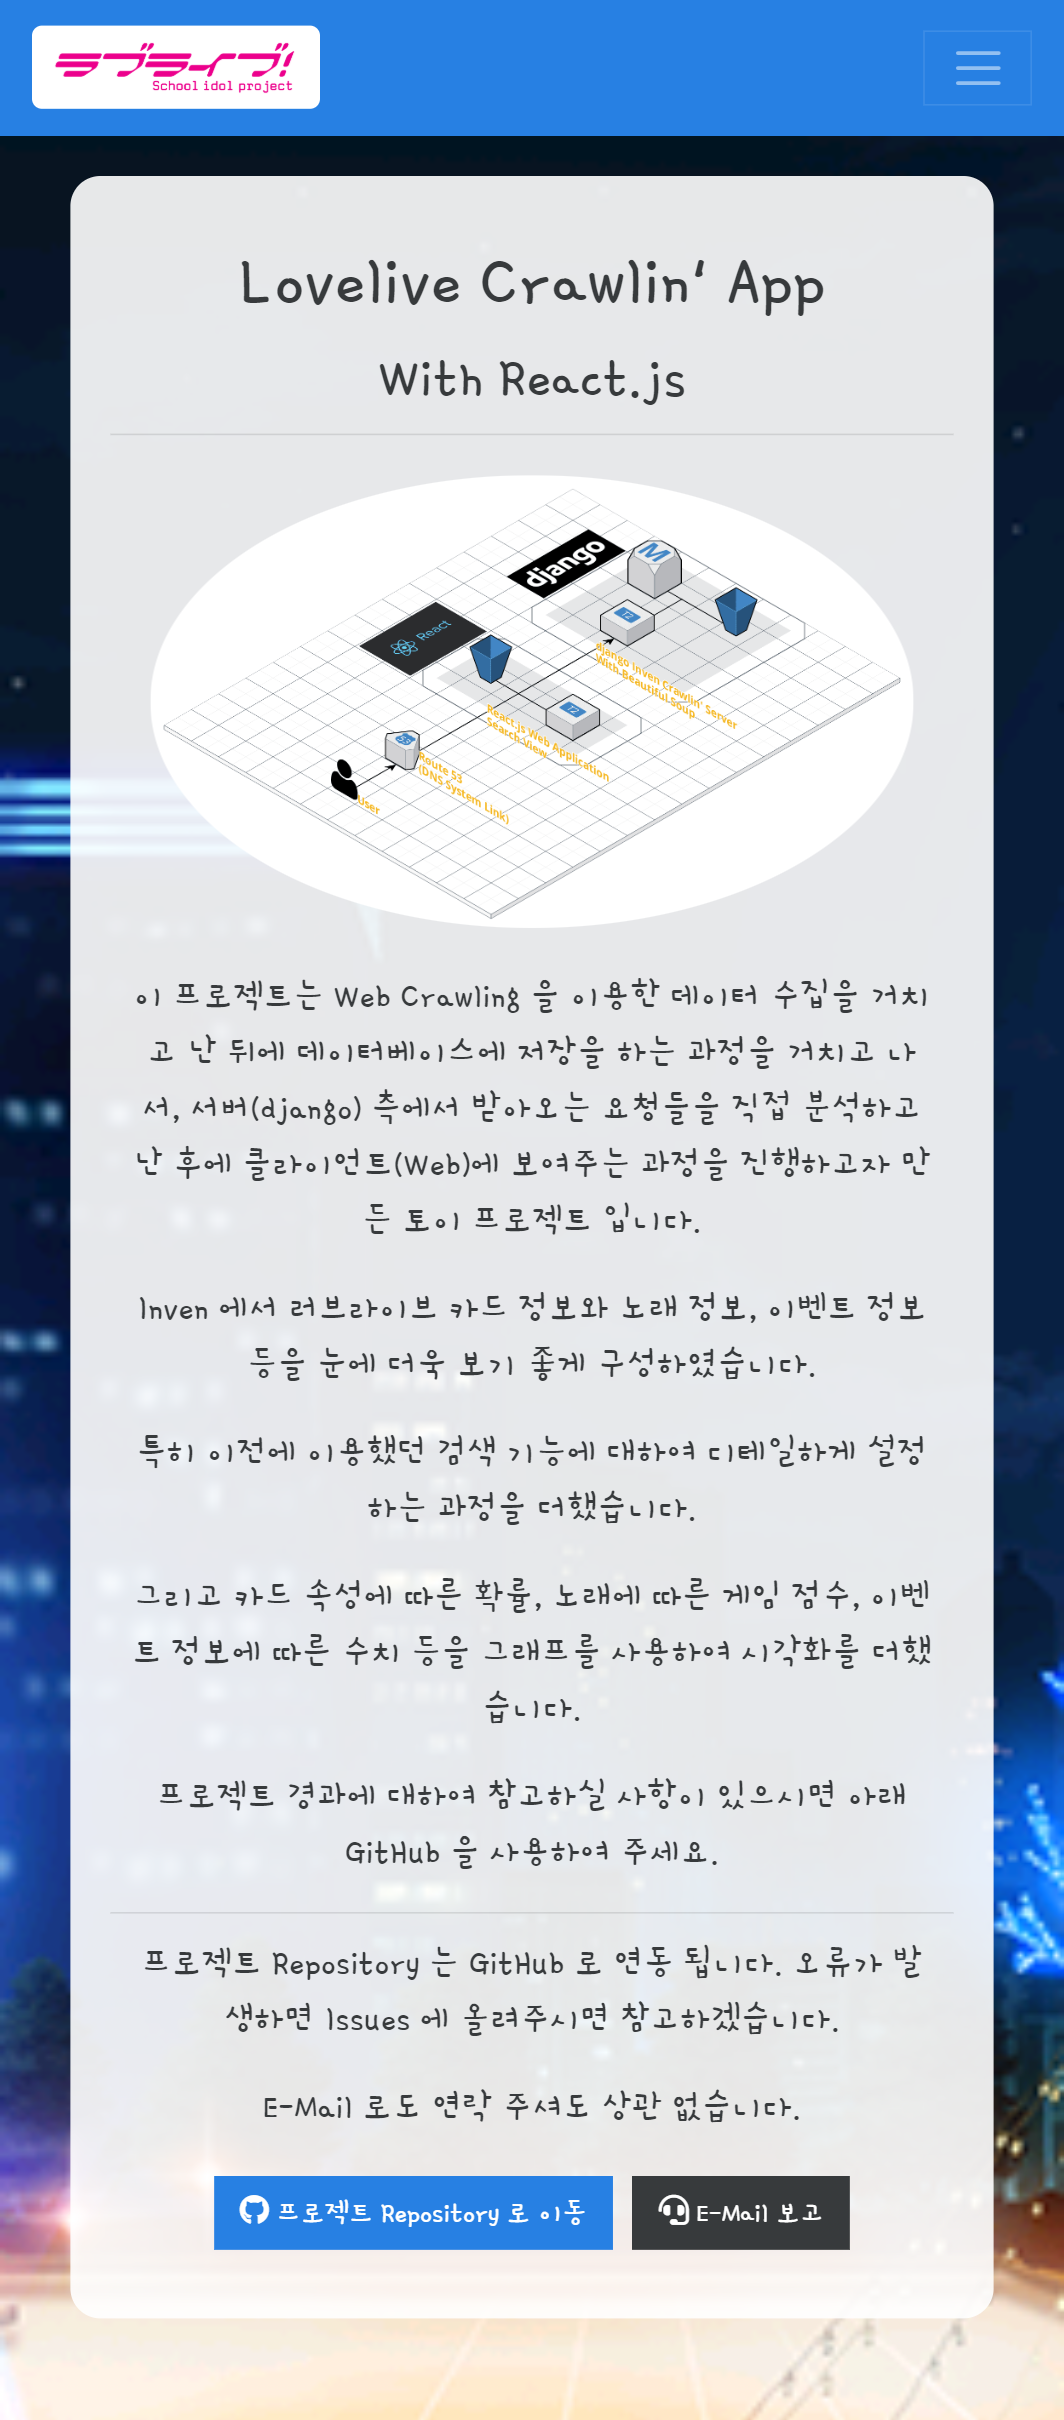 ラブライブ!
School idol project
Lovelive Crawlin' App
With React.js
django
M
T2
React
django Inven Crawlin' Server
With Beautiful Soup
T2
React.js Web Application
Search View
53
Route 53
(DNS System Link)
User
이 프로젝트는 Web Crawling 을 이용한 데이터 수집을 거치
고 난 뒤에 데이터베이스에 저장을 하는 과정을 거치고 나
서, 서버(django) 측에서 받아오는 요청들을 직접 분석하고
난 후에 클라이언트(Web)에 보여주는 과정을 진행하고자 만
든 토이 프로젝트 입니다.
Inven 에서 러브라이브 카드 정보와 노래 정보, 이벤트 정보
등을 눈에 더욱 보기 좋게 구성하였습니다.
특히 이전에 이용했던 검색 기능에 대하여 디테일하게 설정
하는 과정을 더했습니다.
그리고 카드 속성에 따른 확률, 노래에 따른 게임 점수, 이벤
트 정보에 따른 수치 등을 그래프를 사용하여 시각화를 더했
습니다.
프로젝트 경과에 대하여 참고하실 사항이 있으시면 아래
GitHub 을 사용하여 주세요.
프로젝트 Repository 는 GitHub 로 연동 됩니다. 오류가 발
생하면 Issues 에 올려주시면 참고하겠습니다.
E-Mail 로도 연락 주셔도 상관 없습니다.
프로젝트 Repository 로 이동
E-Mail 보고